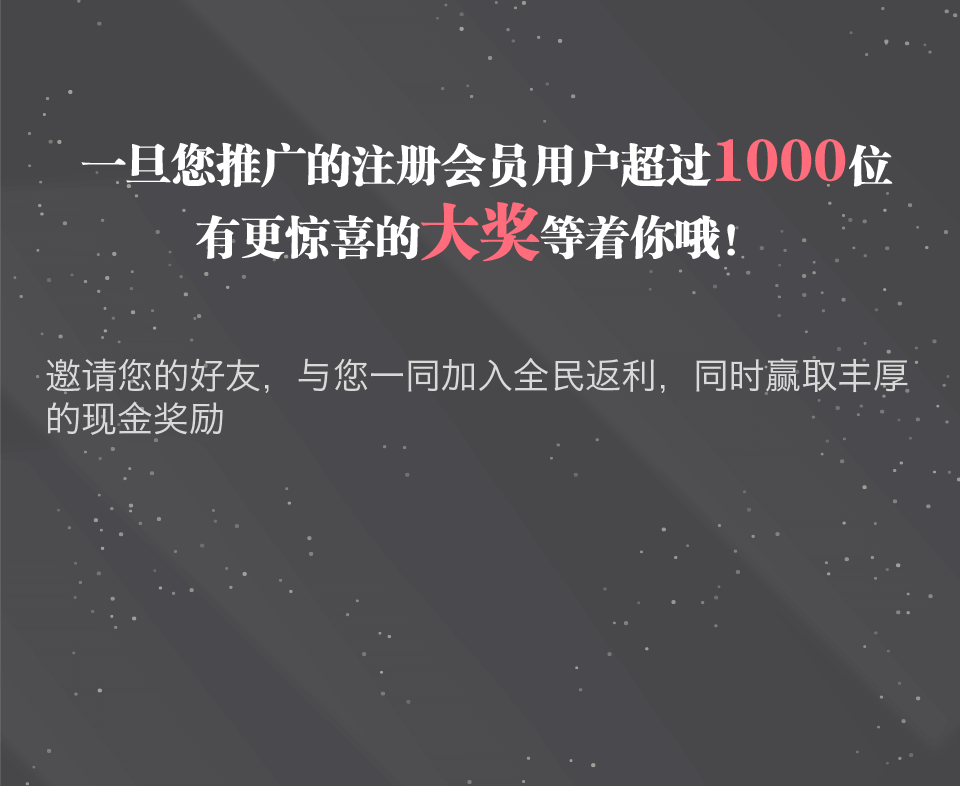 一旦您推广的注册会员用户超过1000位
有更惊喜的大奖等着你哦！
邀请您的好友，与您一同加入全民返利，同时赢取丰厚
的现金奖励